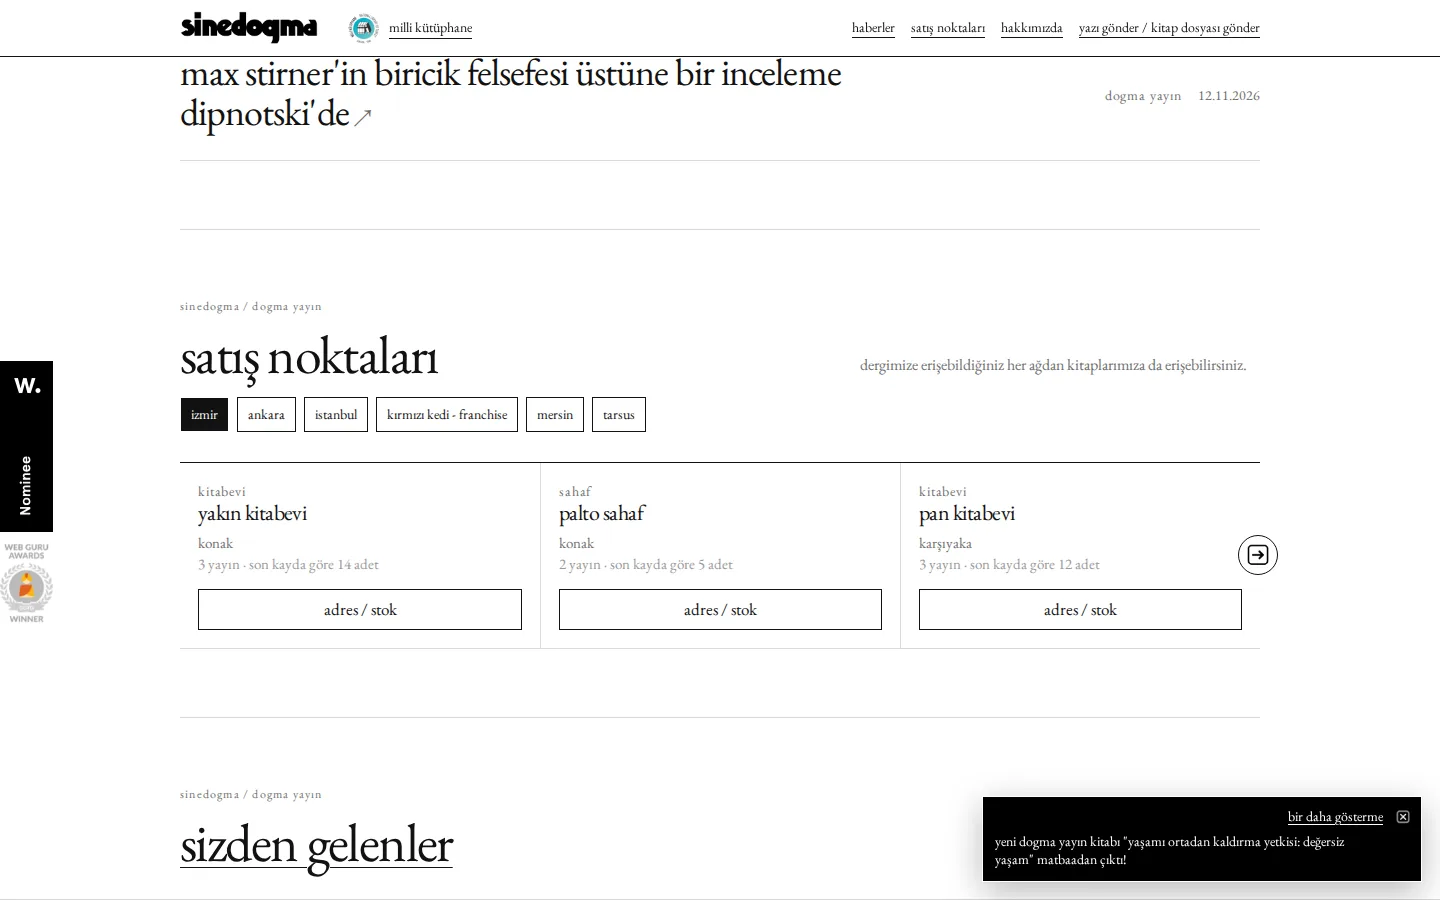 sinedogma
milli kütüphane
haberler
satış noktaları
hakkımızda
yazı gönder / kitap dosyası gönder
max stirner'in biricik felsefesi üstüne bir inceleme
dipnotski'de ↗
dogma yayın
12.11.2026
sinedogma / dogma yayın
satış noktaları
dergimize erişebildiğiniz her ağdan kitaplarımıza da erişebilirsiniz.
izmir
ankara
istanbul
kırmızı kedi - franchise
mersin
tarsus
W.
Nominee
WEB GURU
AWARDS
WINNER
kitabevi
yakın kitabevi
konak
3 yayın · son kayda göre 14 adet
adres / stok
sahaf
palto sahaf
konak
2 yayın · son kayda göre 5 adet
adres / stok
kitabevi
pan kitabevi
karşıyaka
3 yayın · son kayda göre 12 adet
adres / stok
sinedogma / dogma yayın
sizden gelenler
bir daha gösterme
yeni dogma yayın kitabı "yaşamı ortadan kaldırma yetkisi: değersiz
yaşam" matbaadan çıktı!